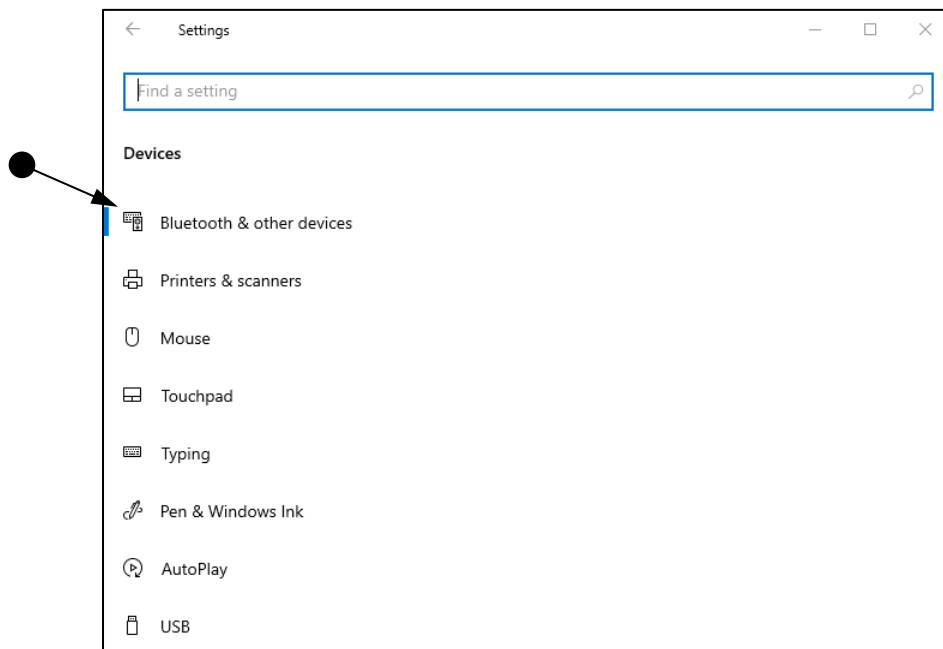 Settings
Find a setting
Devices
Bluetooth & other devices
Printers & scanners
Mouse
Touchpad
Typing
Pen & Windows Ink
AutoPlay
USB